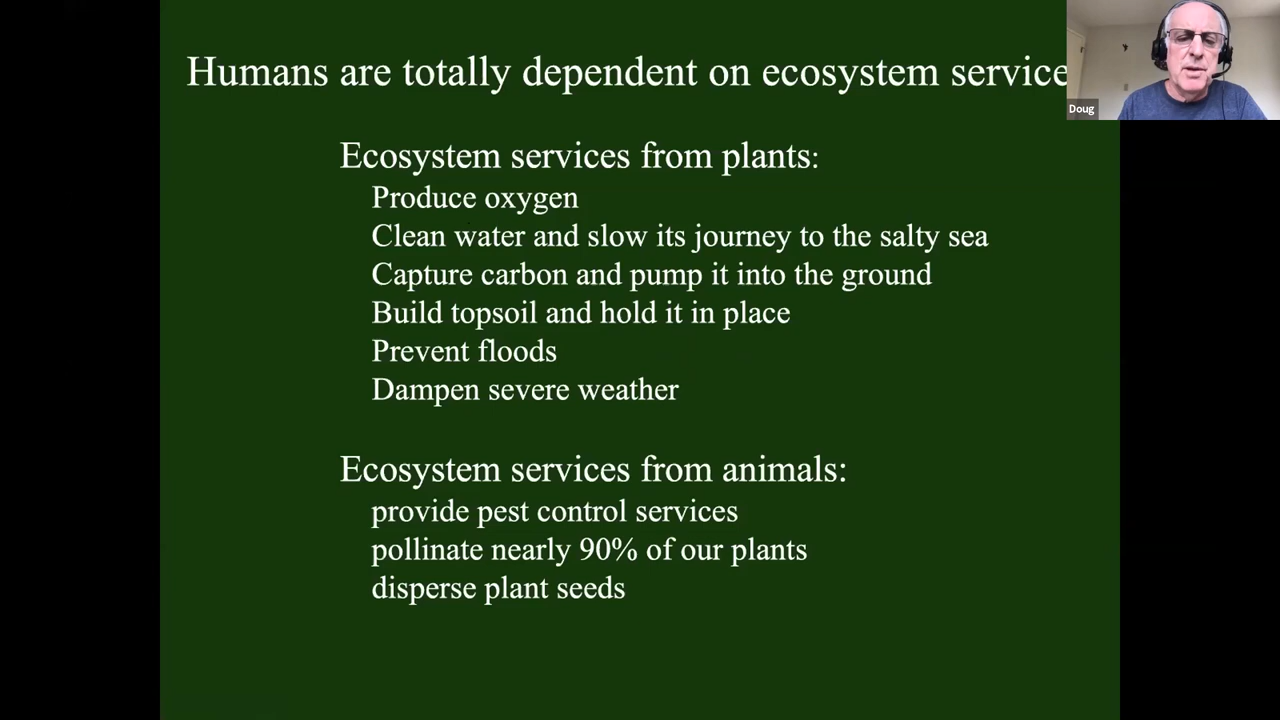 Humans are totally dependent on ecosystem service
Doug
Ecosystem services from plants:
Produce oxygen
Clean water and slow its journey to the salty sea
Capture carbon and pump it into the ground
Build topsoil and hold it in place
Prevent floods
Dampen severe weather
Ecosystem services from animals:
provide pest control services
pollinate nearly 90% of our plants
disperse plant seeds